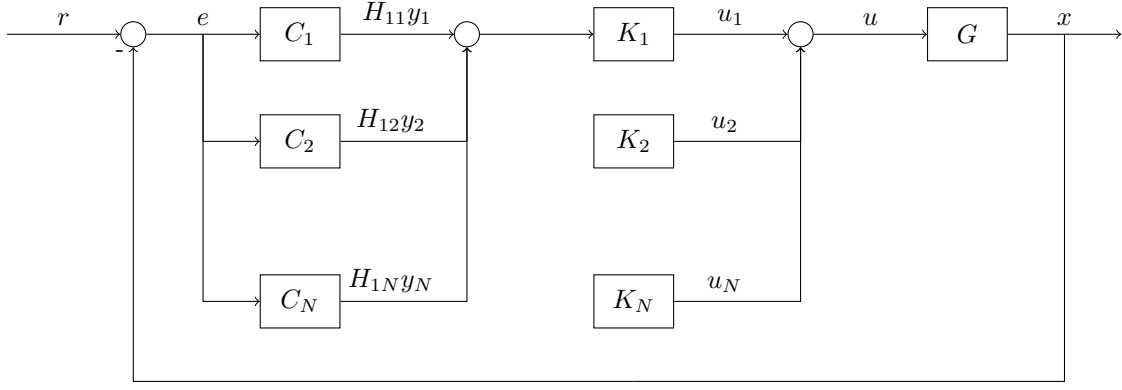 r e C_1 H_{11}y_1 K_1 u_1 u G x
-
C_2 H_{12}y_2 K_2 u_2
C_N H_{1N}y_N K_N u_N